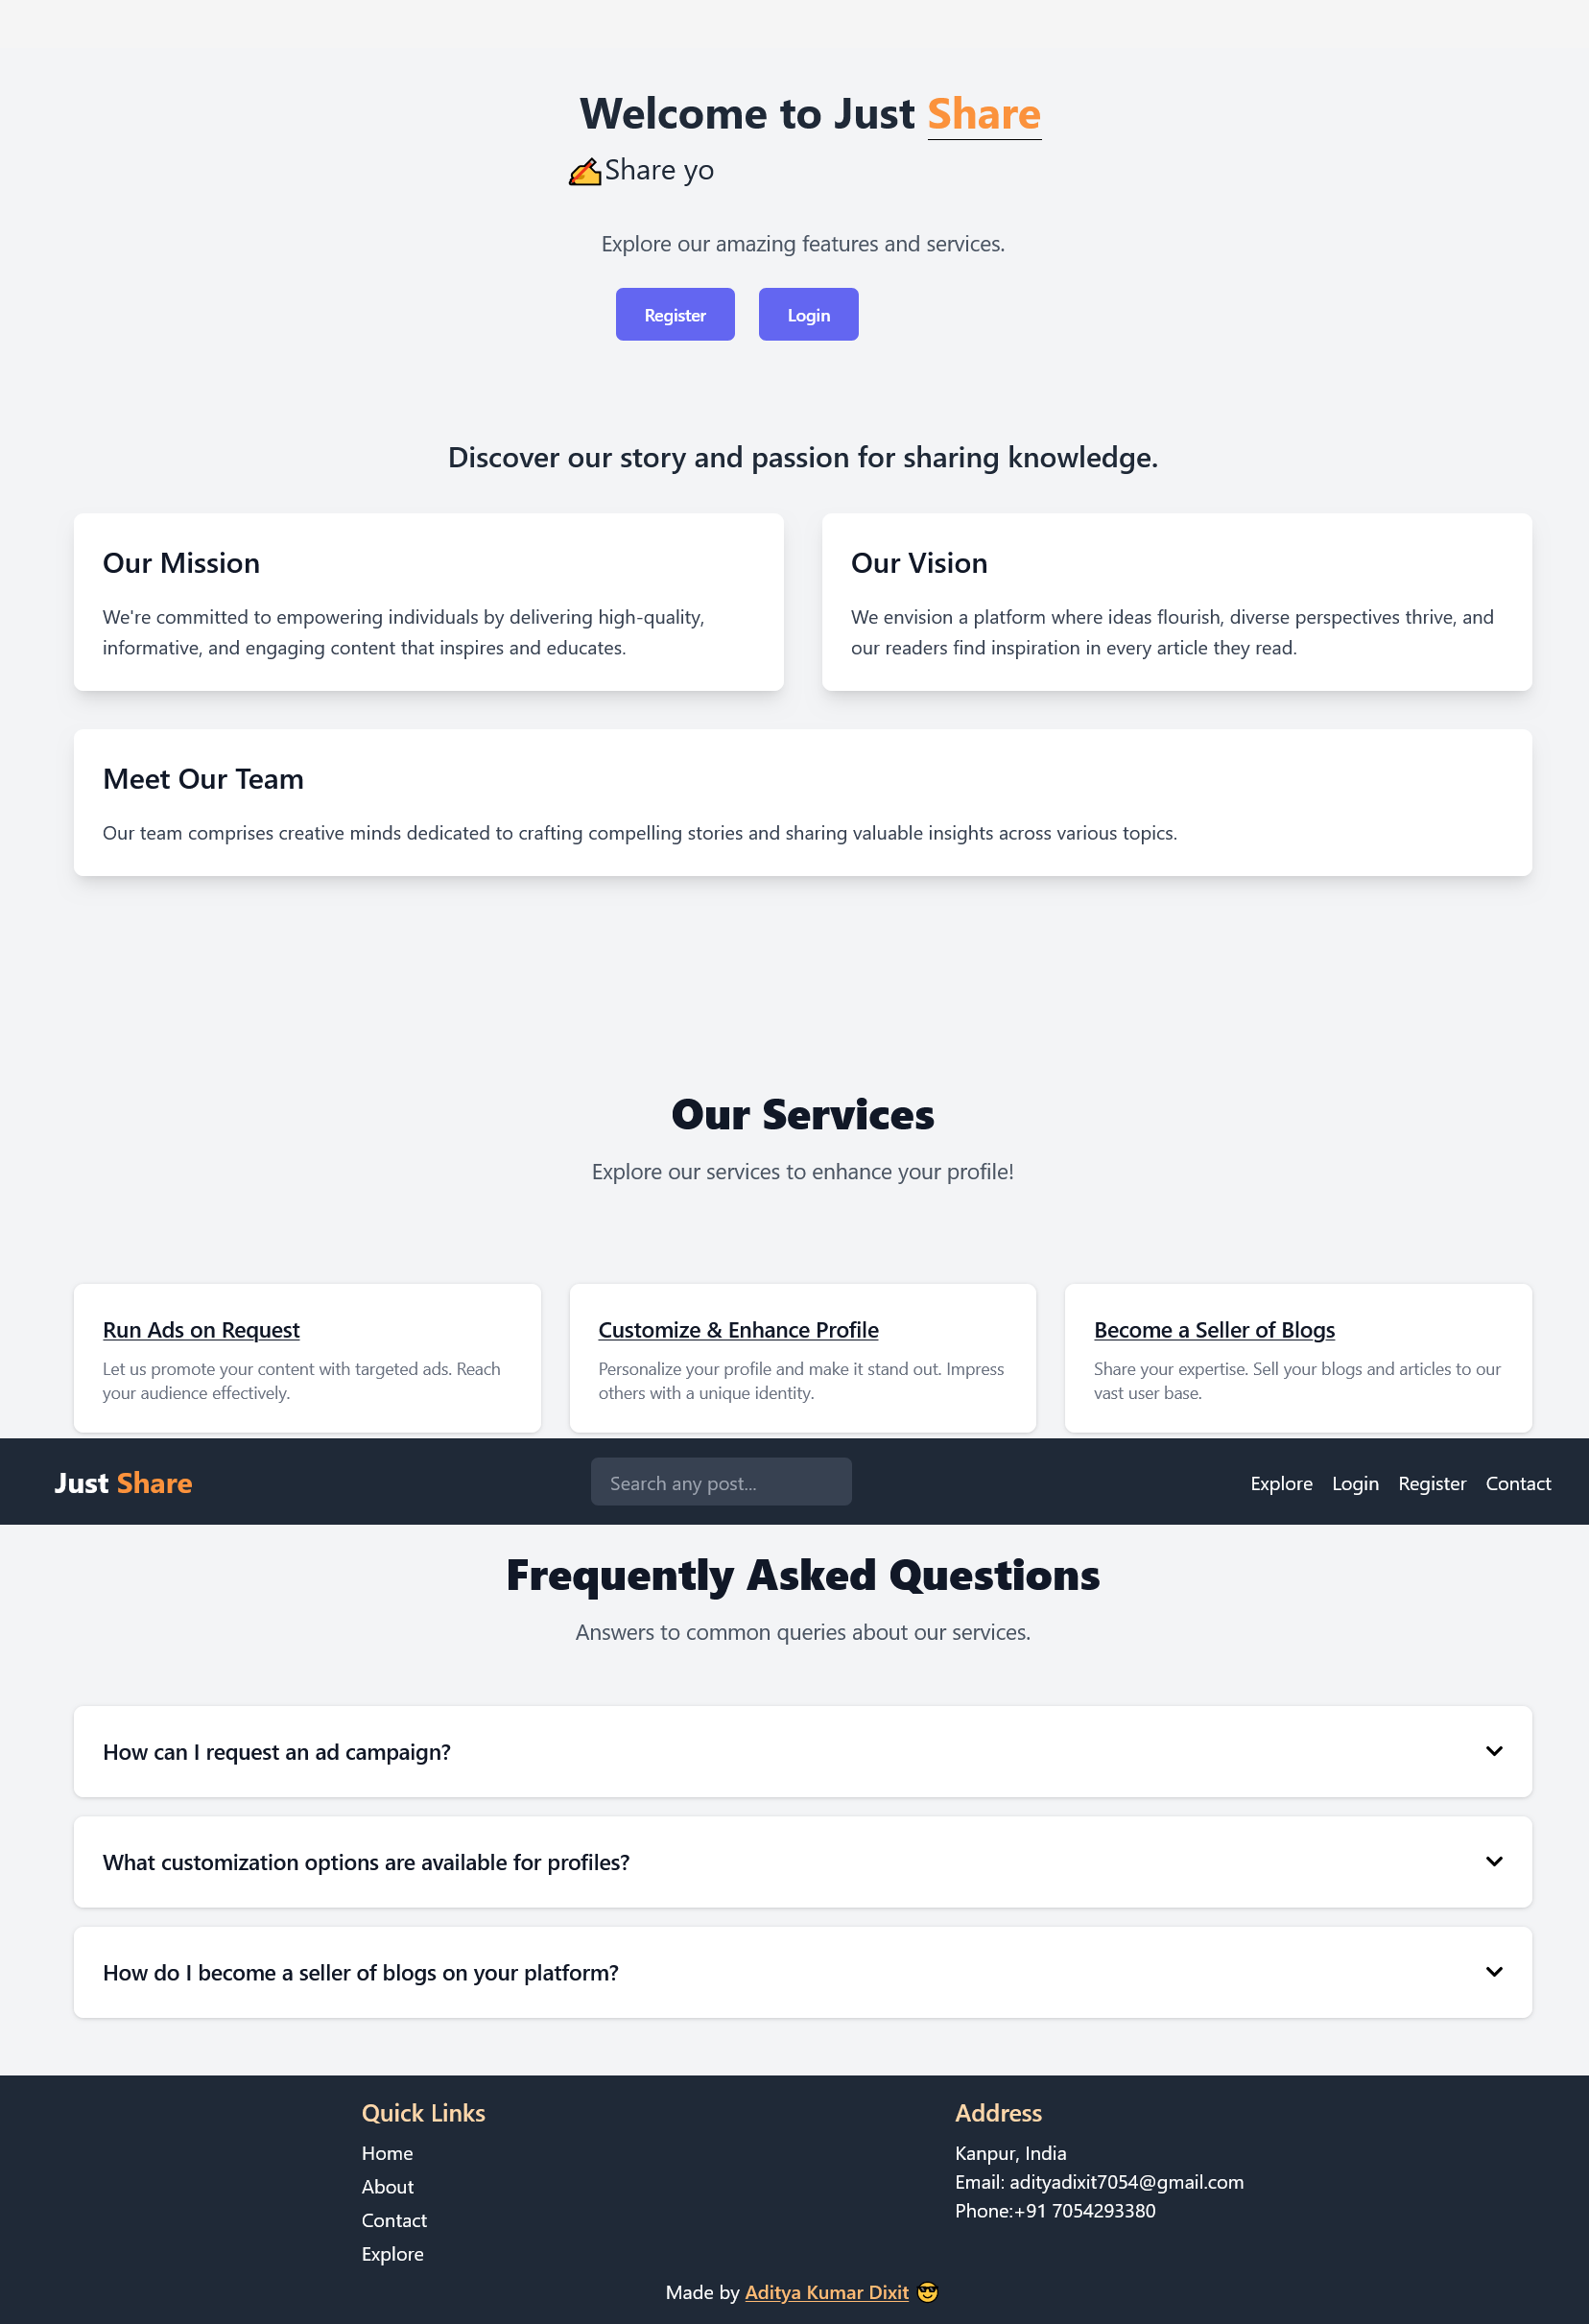 Welcome to Just Share
✍Share yo
Explore our amazing features and services.
Register
Login
Discover our story and passion for sharing knowledge.
Our Mission
We're committed to empowering individuals by delivering high-quality,
informative, and engaging content that inspires and educates.
Our Vision
We envision a platform where ideas flourish, diverse perspectives thrive, and
our readers find inspiration in every article they read.
Meet Our Team
Our team comprises creative minds dedicated to crafting compelling stories and sharing valuable insights across various topics.
Our Services
Explore our services to enhance your profile!
Run Ads on Request
Let us promote your content with targeted ads. Reach
your audience effectively.
Customize & Enhance Profile
Personalize your profile and make it stand out. Impress
others with a unique identity.
Become a Seller of Blogs
Share your expertise. Sell your blogs and articles to our
vast user base.
Just Share
Search any post...
Explore
Login
Register
Contact
Frequently Asked Questions
Answers to common queries about our services.
How can I request an ad campaign?
What customization options are available for profiles?
How do I become a seller of blogs on your platform?
Quick Links
Home
About
Contact
Explore
Address
Kanpur, India
Email: adityadixit7054@gmail.com
Phone:+91 7054293380
Made by Aditya Kumar Dixit 😎